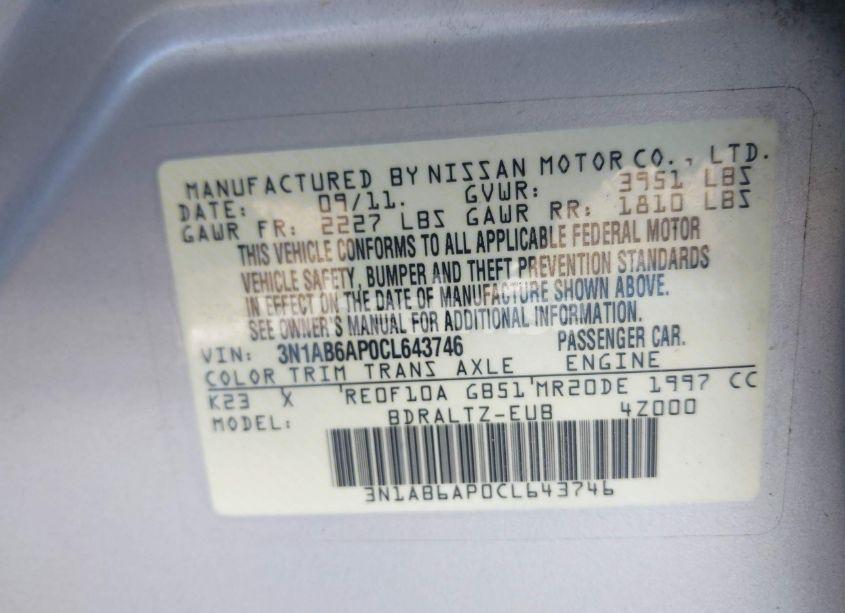 MANUFACTURED BY NISSAN MOTOR CO., LTD.
DATE: 09/11. GVWR: 3951 LBS
GAWR FR: 2227 LBS GAWR RR: 1810 LBS
THIS VEHICLE CONFORMS TO ALL APPLICABLE FEDERAL MOTOR
VEHICLE SAFETY, BUMPER AND THEFT PREVENTION STANDARDS
IN EFFECT ON THE DATE OF MANUFACTURE SHOWN ABOVE.
SEE OWNER'S MANUAL FOR ADDITIONAL INFORMATION.
VIN: 3N1AB6AP0CL643746 PASSENGER CAR.
COLOR TRIM TRANS AXLE ENGINE
K23 X RE0F10A GB51 MR20DE 1997 CC
MODEL: BDRALTZ-EUB 4Z000
3N1AB6AP0CL643746